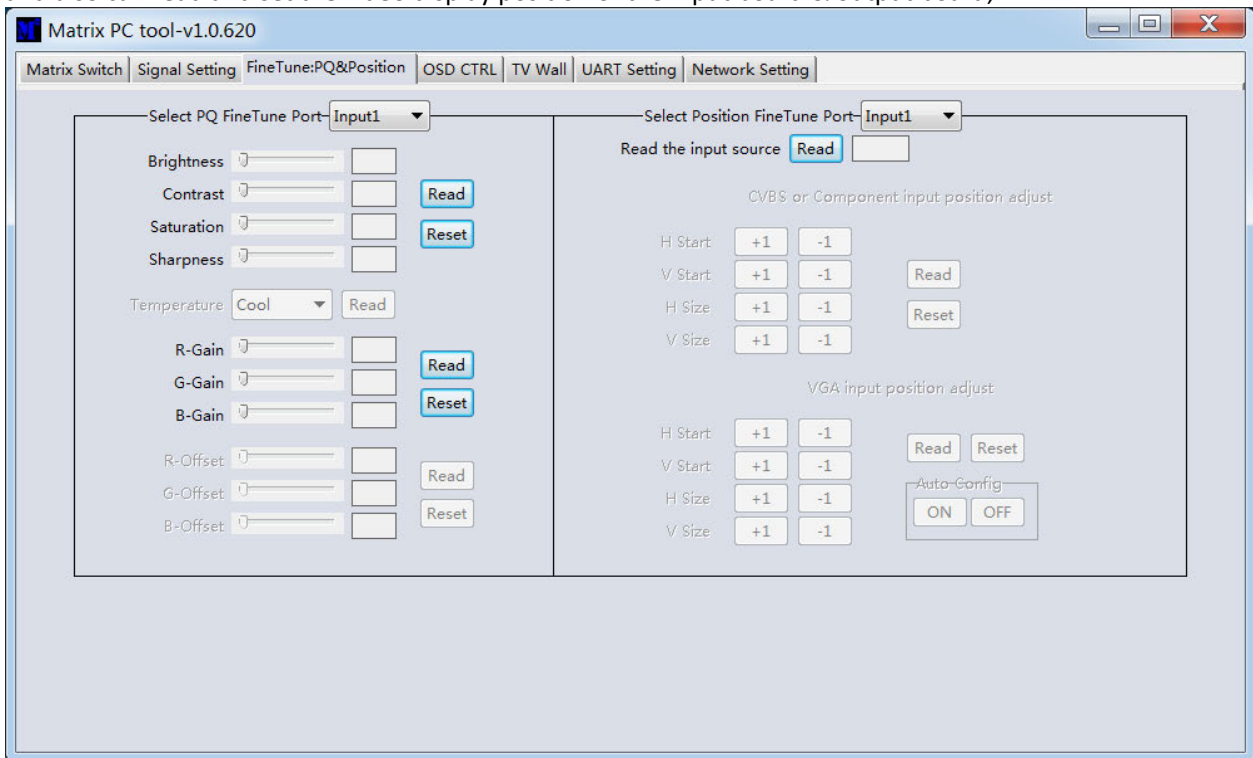 Matrix PC tool-v1.0.620
Matrix Switch Signal Setting FineTune:PQ&Position OSD CTRL TV Wall UART Setting Network Setting
Select PQ FineTune Port Input1
Brightness
Contrast Read
Saturation
Reset
Sharpness
Temperature Cool Read
R-Gain
Read
G-Gain
Reset
B-Gain
R-Offset
Read
G-Offset
Reset
B-Offset
Select Position FineTune Port Input1
Read the input source Read
CVBS or Component input position adjust
H Start +1 -1
V Start +1 -1 Read
H Size +1 -1
Reset
V Size +1 -1
VGA input position adjust
H Start +1 -1
Read Reset
V Start +1 -1
Auto-Config
H Size +1 -1
ON OFF
V Size +1 -1